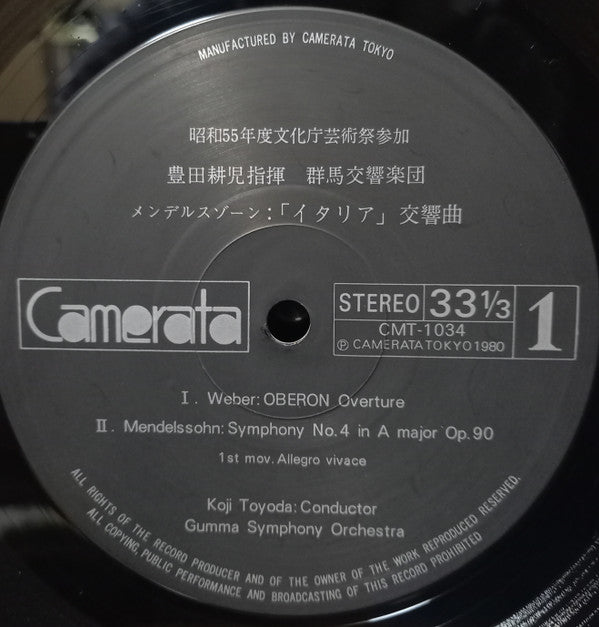 MANUFACTURED BY CAMERATA TOKYO
昭和55年度文化庁芸術祭参加
豊田耕児指揮 群馬交響楽団
メンデルスゾーン:「イタリア」交響曲
Camerata
STEREO 33 1/3 1
CMT-1034
Ⓟ CAMERATA TOKYO 1980
I. Weber: OBERON Overture
II. Mendelssohn: Symphony No.4 in A major Op.90
1st mov. Allegro vivace
Koji Toyoda: Conductor
Gumma Symphony Orchestra
ALL RIGHTS OF THE RECORD PRODUCER AND OF THE OWNER OF THE WORK REPRODUCED RESERVED.
ALL COPYING, PUBLIC PERFORMANCE AND BROADCASTING OF THIS RECORD PROHIBITED